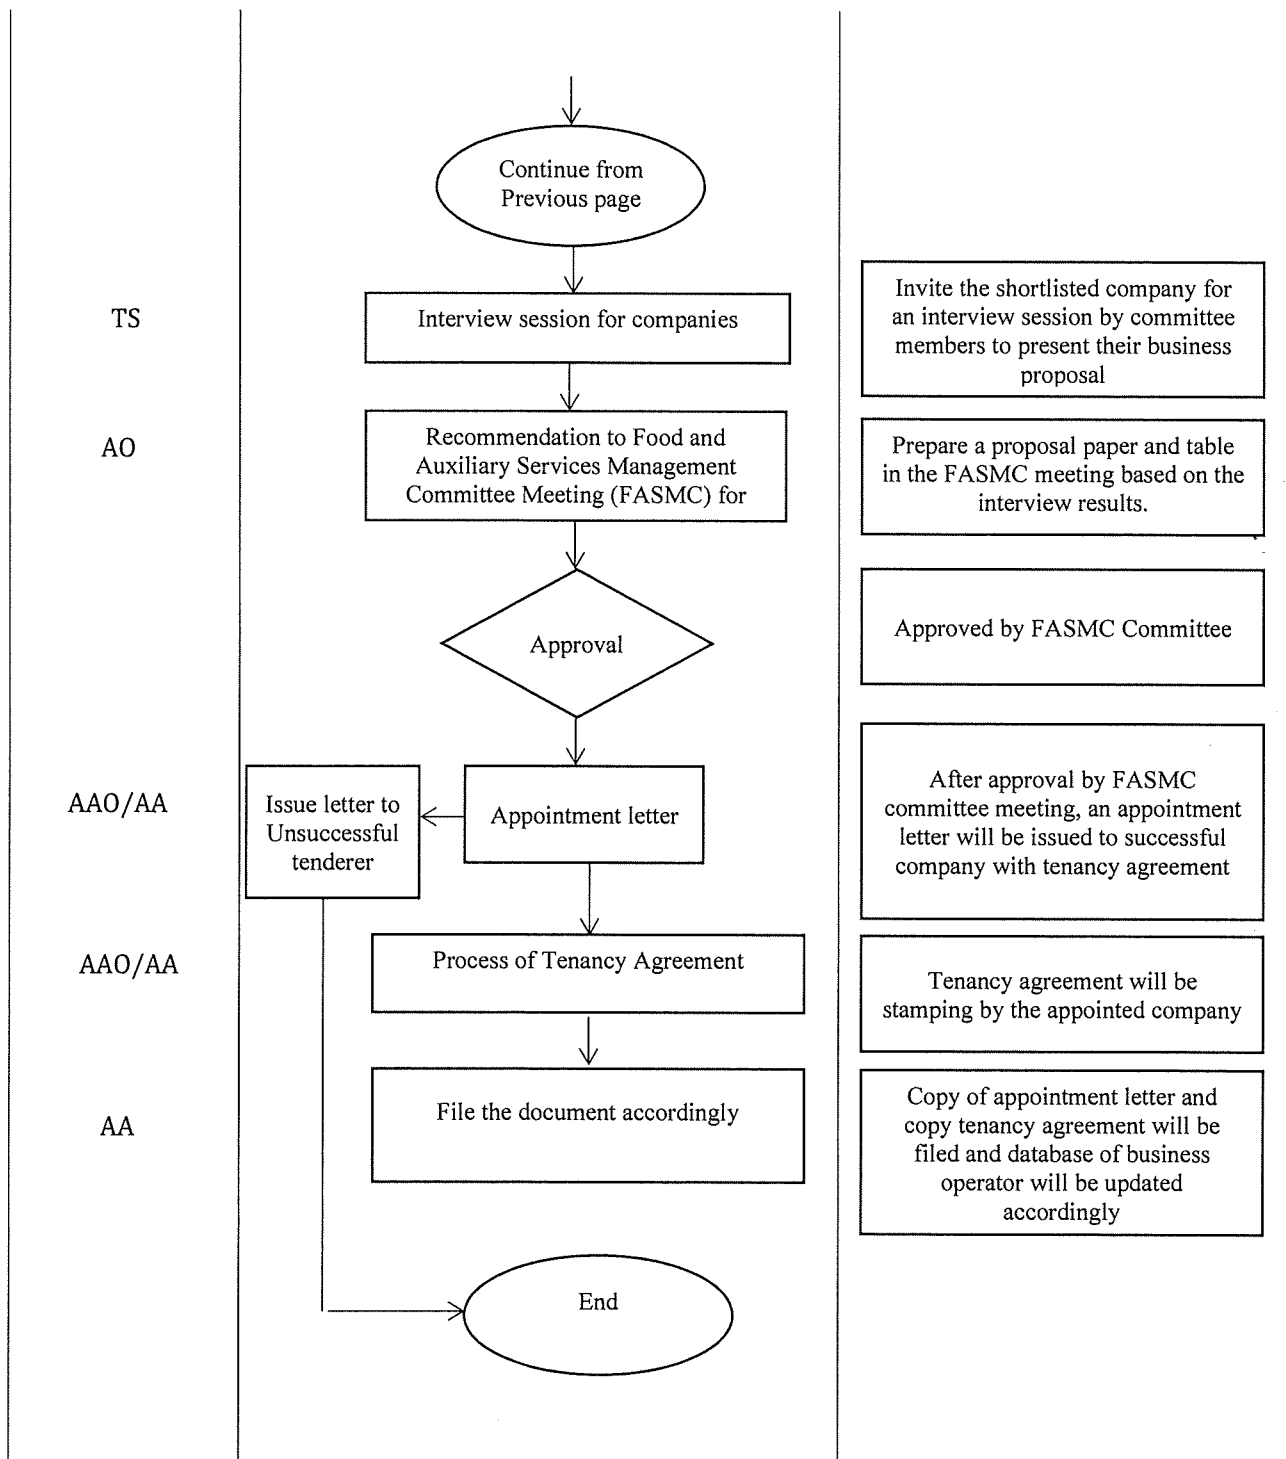 Continue from
Previous page
TS
Interview session for companies
Invite the shortlisted company for
an interview session by committee
members to present their business
proposal
AO
Recommendation to Food and
Auxiliary Services Management
Committee Meeting (FASMC) for
Prepare a proposal paper and table
in the FASMC meeting based on the
interview results.
Approval
Approved by FASMC Committee
AAO/AA
Issue letter to
Unsuccessful
tenderer
Appointment letter
After approval by FASMC
committee meeting, an appointment
letter will be issued to successful
company with tenancy agreement
AAO/AA
Process of Tenancy Agreement
Tenancy agreement will be
stamping by the appointed company
AA
File the document accordingly
Copy of appointment letter and
copy tenancy agreement will be
filed and database of business
operator will be updated
accordingly
End